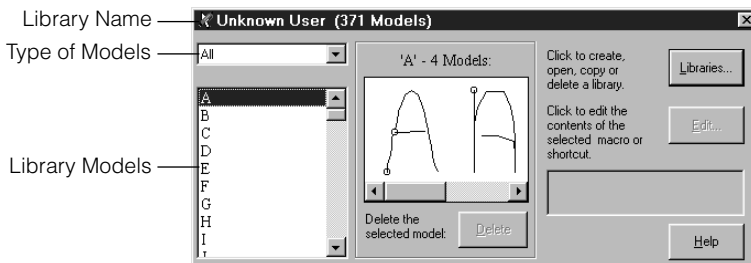 Library Name
Unknown User (371 Models)
Type of Models
All
'A' - 4 Models:
Click to create,
open, copy or
delete a library.
Libraries...
Library Models
A
B
C
D
E
F
G
H
I
Click to edit the
contents of the
selected macro or
shortcut.
Edit...
Delete the
selected model:
Delete
Help